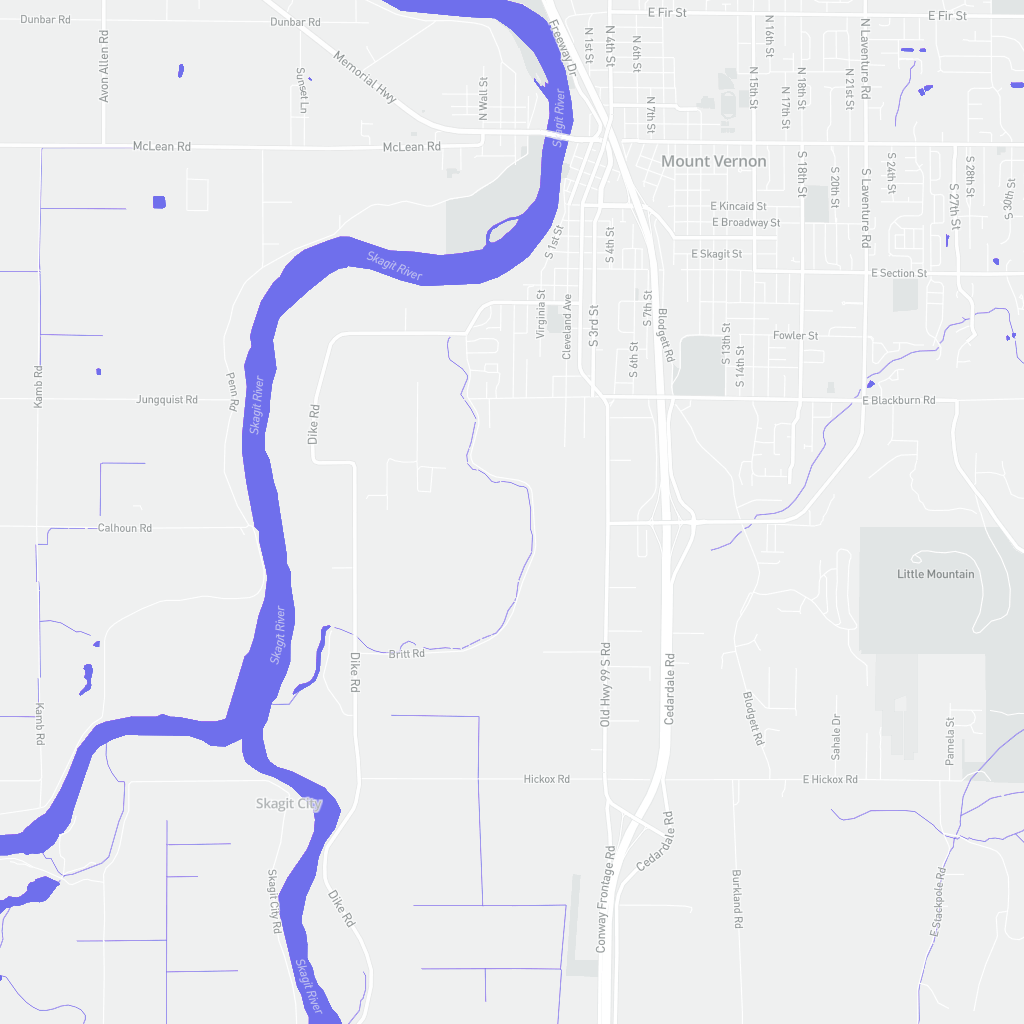 Dunbar Rd
Dunbar Rd
E Fir St
E Fir St
Avon Allen Rd
Sunset Ln
Memorial Hwy
N Wall St
Freeway Dr
N 1st St
N 4th St
N 6th St
N 7th St
N 15th St
N 16th St
N 17th St
N 18th St
N 21st St
N Laventure Rd
Skagit River
McLean Rd
McLean Rd
Mount Vernon
S 18th St
S 20th St
S Laventure Rd
S 24th St
S 27th St
S 28th St
S 30th St
E Kincaid St
E Broadway St
E Skagit St
E Section St
S 1st St
S 4th St
Skagit River
Virginia St
Cleveland Ave
S 3rd St
S 6th St
S 7th St
Blodgett Rd
S 13th St
S 14th St
Fowler St
Kamb Rd
Jungquist Rd
Penn Rd
Skagit River
Dike Rd
E Blackburn Rd
Calhoun Rd
Little Mountain
Skagit River
Britt Rd
Dike Rd
Old Hwy 99 S Rd
Cedardale Rd
Blodgett Rd
Sahale Dr
Pamela St
Kamb Rd
Hickox Rd
E Hickox Rd
Skagit City
Cedardale Rd
Skagit City Rd
Dike Rd
Conway Frontage Rd
Burkland Rd
E Stackpole Rd
Skagit River